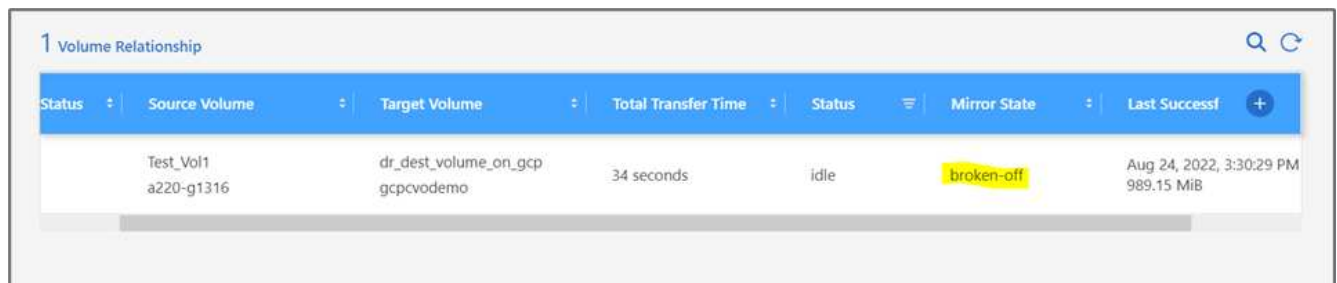 1 Volume Relationship
Status Source Volume Target Volume Total Transfer Time Status Mirror State Last Successf
Test_Vol1 dr_dest_volume_on_gcp 34 seconds idle broken-off Aug 24, 2022, 3:30:29 PM
a220-g1316 gcpcvodemo 989.15 MiB